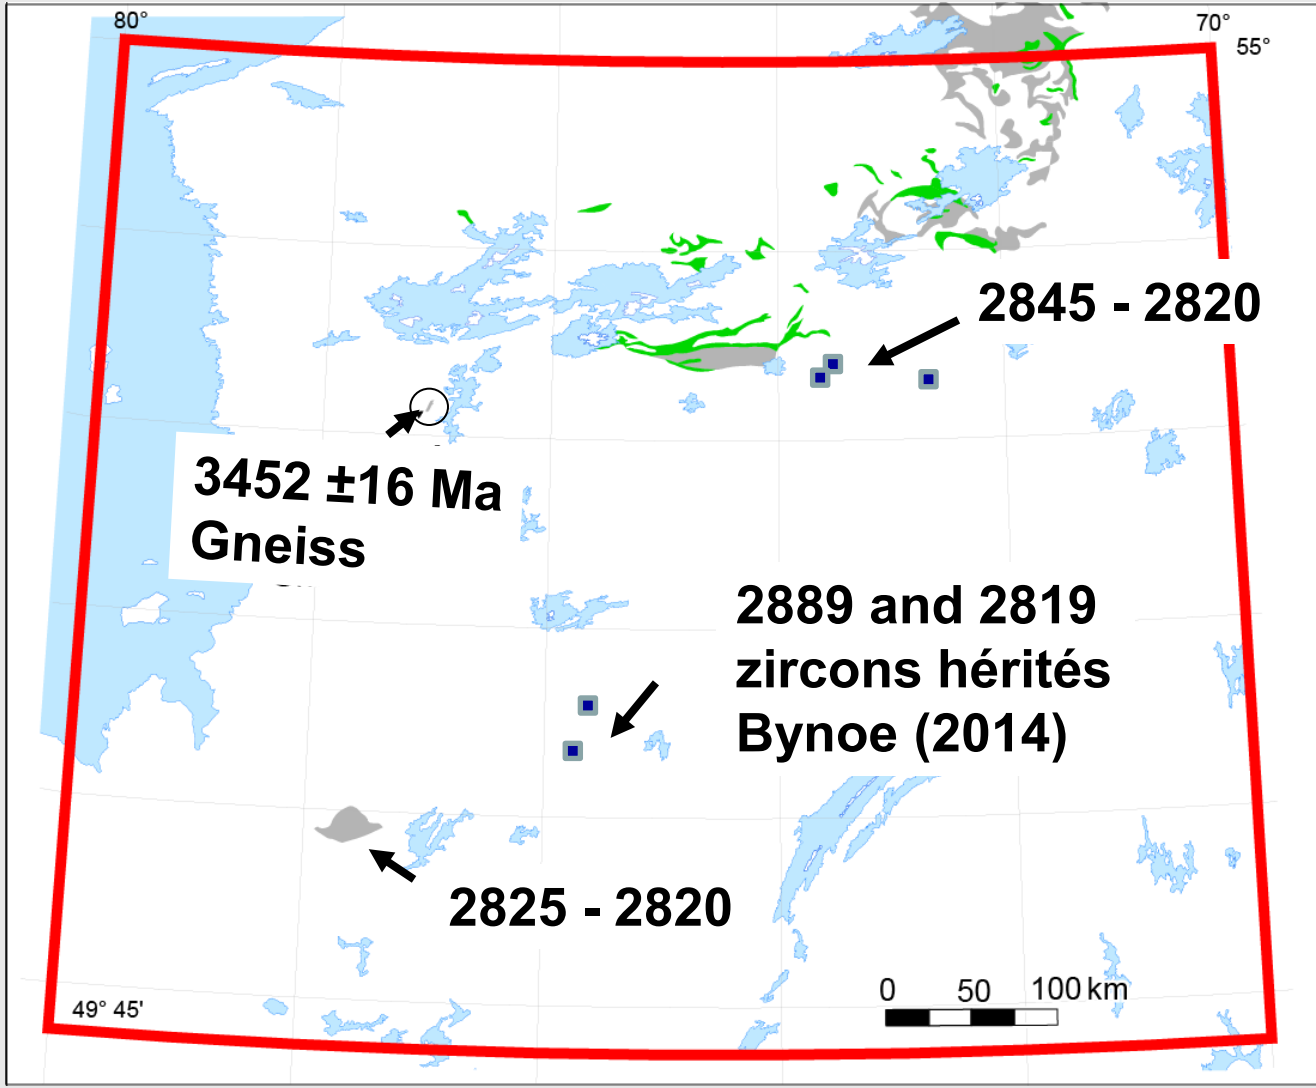 80°
70°
55°
2845 - 2820
3452 ±16 Ma
Gneiss
2889 and 2819
zircons hérités
Bynoe (2014)
2825 - 2820
0 50 100 km
49° 45'